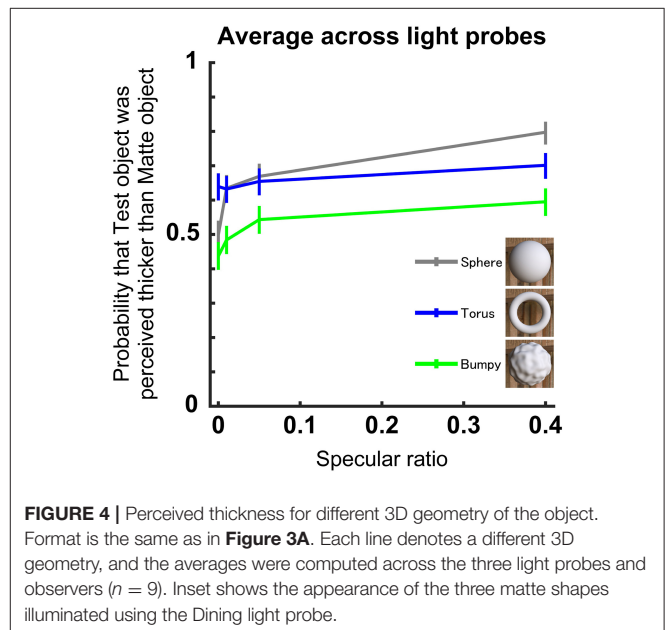 Average across light probes
Probability that Test object was
perceived thicker than Matte object
1
0.5
0
0
0.1
0.2
0.3
0.4
Specular ratio
Sphere
Torus
Bumpy
FIGURE 4 | Perceived thickness for different 3D geometry of the object.
Format is the same as in Figure 3A. Each line denotes a different 3D
geometry, and the averages were computed across the three light probes and
observers (n = 9). Inset shows the appearance of the three matte shapes
illuminated using the Dining light probe.